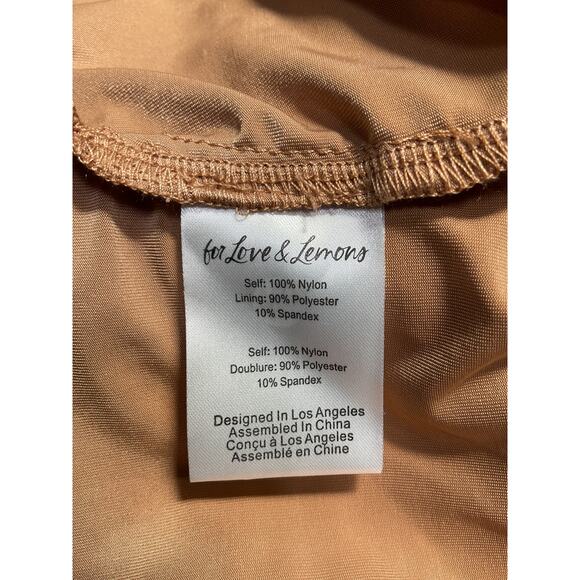 for Love & Lemons
Self: 100% Nylon
Lining: 90% Polyester
10% Spandex
Self: 100% Nylon
Doublure: 90% Polyester
10% Spandex
Designed In Los Angeles
Assembled In China
Conçu à Los Angeles
Assemblé en Chine